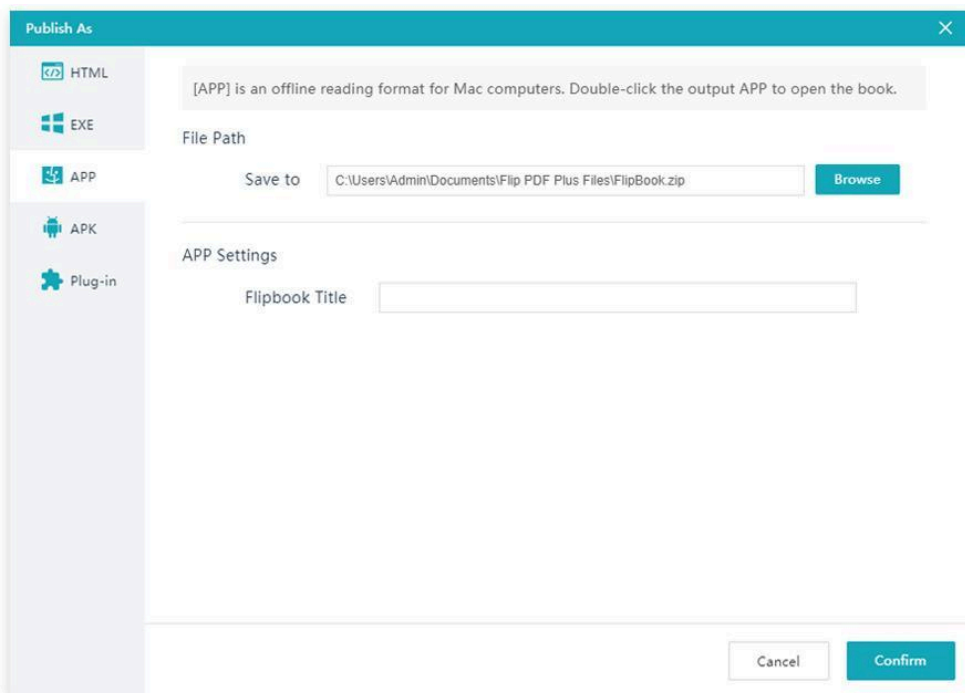 Publish As
HTML
EXE
APP
APK
Plug-in
[APP] is an offline reading format for Mac computers. Double-click the output APP to open the book.
File Path
Save to C:\Users\Admin\Documents\Flip PDF Plus Files\FlipBook.zip Browse
APP Settings
Flipbook Title
Cancel Confirm